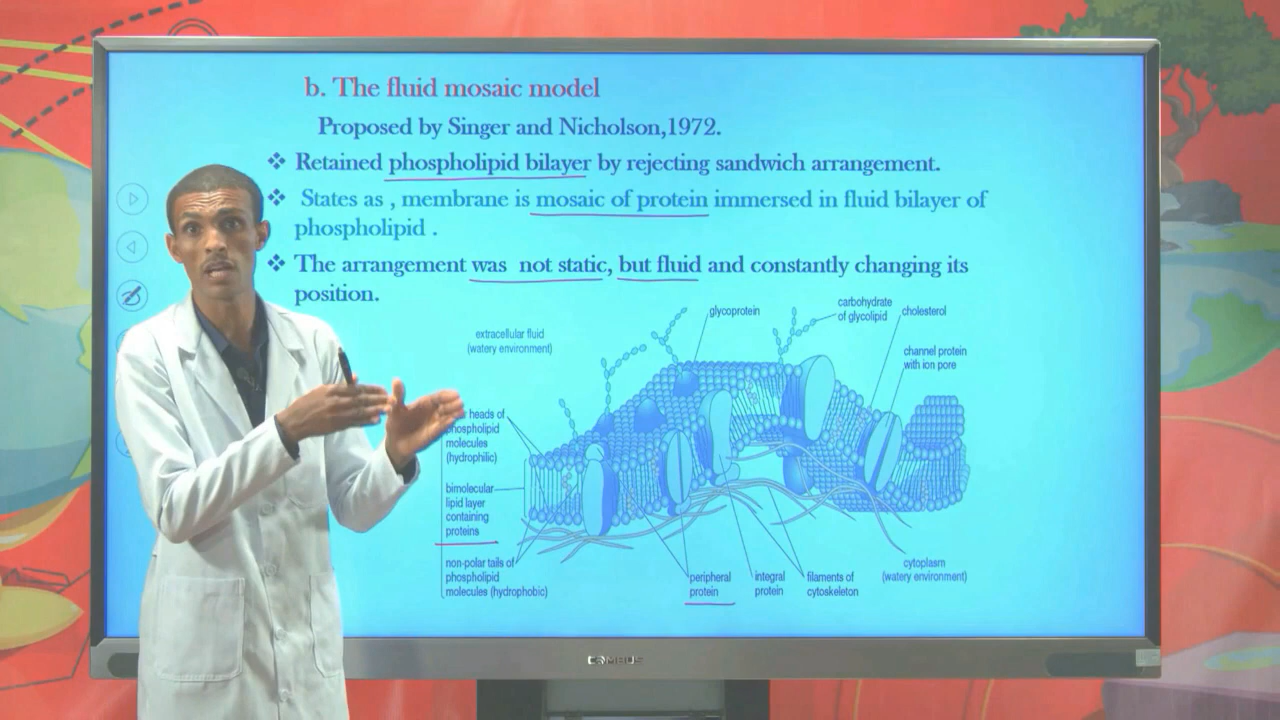 b. The fluid mosaic model
Proposed by Singer and Nicholson,1972.
❖ Retained phospholipid bilayer by rejecting sandwich arrangement.
❖ States as , membrane is mosaic of protein immersed in fluid bilayer of
phospholipid .
❖ The arrangement was not static, but fluid and constantly changing its
position.
extracellular fluid
(watery environment)
glycoprotein
carbohydrate
of glycolipid
cholesterol
channel protein
with ion pore
heads of
phospholipid
molecules
(hydrophilic)
bimolecular
lipid layer
containing
proteins
non-polar tails of
phospholipid
molecules (hydrophobic)
peripheral
protein
integral
protein
filaments of
cytoskeleton
cytoplasm
(watery environment)